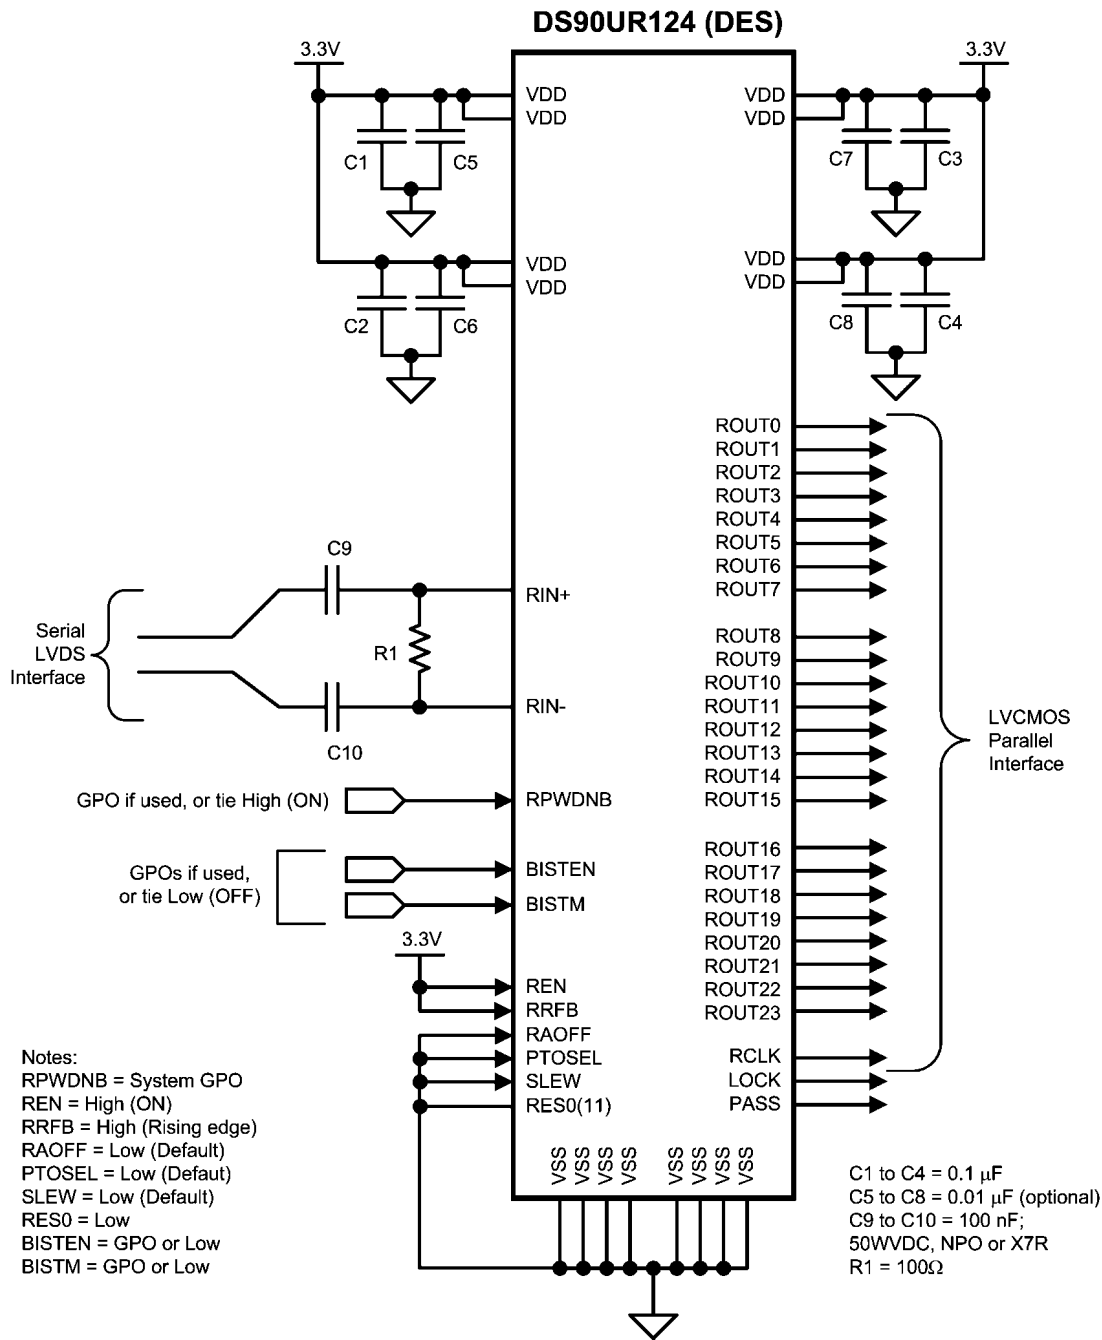 DS90UR124 (DES)
3.3V
3.3V
VDD
VDD
VDD
VDD
C1
C5
C7
C3
VDD
VDD
VDD
VDD
C2
C6
C8
C4
ROUT0
ROUT1
ROUT2
ROUT3
ROUT4
ROUT5
ROUT6
ROUT7
C9
RIN+
Serial
LVDS
Interface
R1
RIN-
C10
ROUT8
ROUT9
ROUT10
ROUT11
ROUT12
ROUT13
ROUT14
ROUT15
LVCMOS
Parallel
Interface
GPO if used, or tie High (ON)
RPWDNB
GPOs if used,
or tie Low (OFF)
BISTEN
BISTM
ROUT16
ROUT17
ROUT18
ROUT19
ROUT20
ROUT21
ROUT22
ROUT23
3.3V
REN
RRFB
RAOFF
PTOSEL
SLEW
RES0(11)
RCLK
LOCK
PASS
VSS
VSS
VSS
VSS
VSS
VSS
VSS
VSS
Notes:
RPWDNB = System GPO
REN = High (ON)
RRFB = High (Rising edge)
RAOFF = Low (Default)
PTOSEL = Low (Defaut)
SLEW = Low (Default)
RES0 = Low
BISTEN = GPO or Low
BISTM = GPO or Low
C1 to C4 = 0.1 μF
C5 to C8 = 0.01 μF (optional)
C9 to C10 = 100 nF;
50WVDC, NPO or X7R
R1 = 100Ω